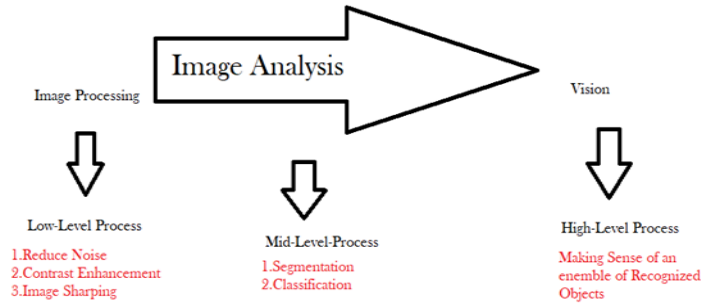 Image Analysis
Image Processing
Vision
Low-Level Process
1.Reduce Noise
2.Contrast Enhancement
3.Image Sharping
Mid-Level-Process
1.Segmentation
2.Classification
High-Level Process
Making Sense of an
enemble of Recognized
Objects